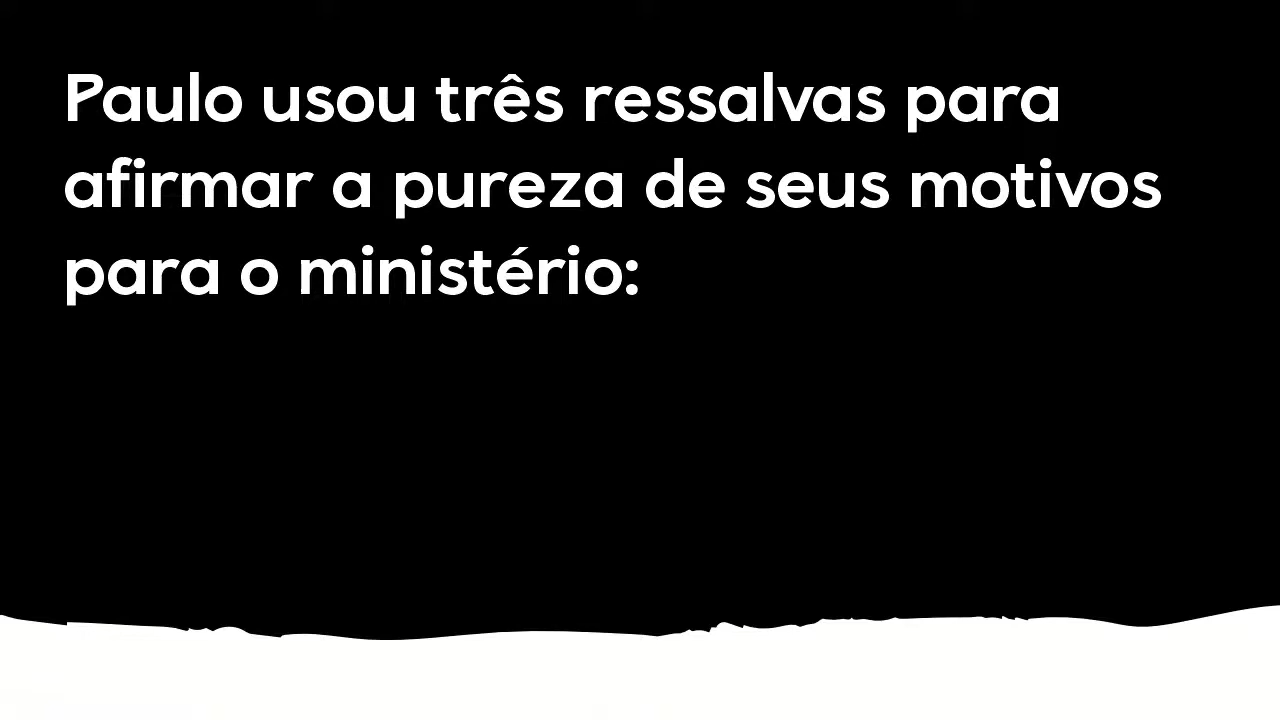 Paulo usou três ressalvas para
afirmar a pureza de seus motivos
para o ministério: